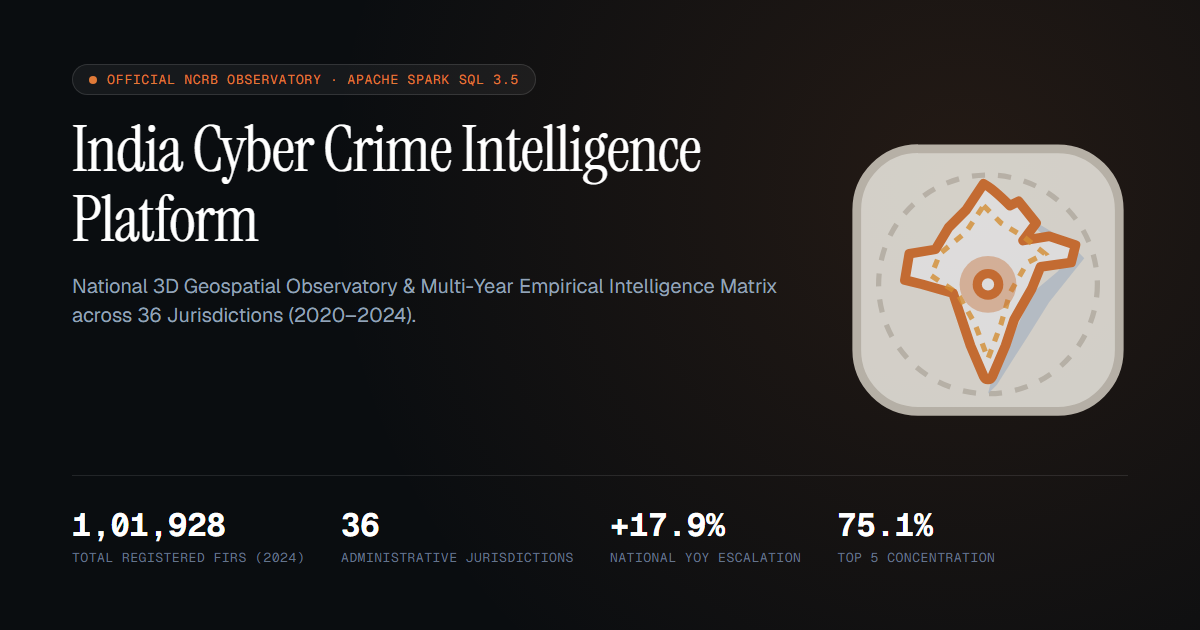 OFFICIAL NCRB OBSERVATORY · APACHE SPARK SQL 3.5
India Cyber Crime Intelligence
Platform
National 3D Geospatial Observatory & Multi-Year Empirical Intelligence Matrix
across 36 Jurisdictions (2020–2024).
1,01,928
TOTAL REGISTERED FIRS (2024)
36
ADMINISTRATIVE JURISDICTIONS
+17.9%
NATIONAL YOY ESCALATION
75.1%
TOP 5 CONCENTRATION